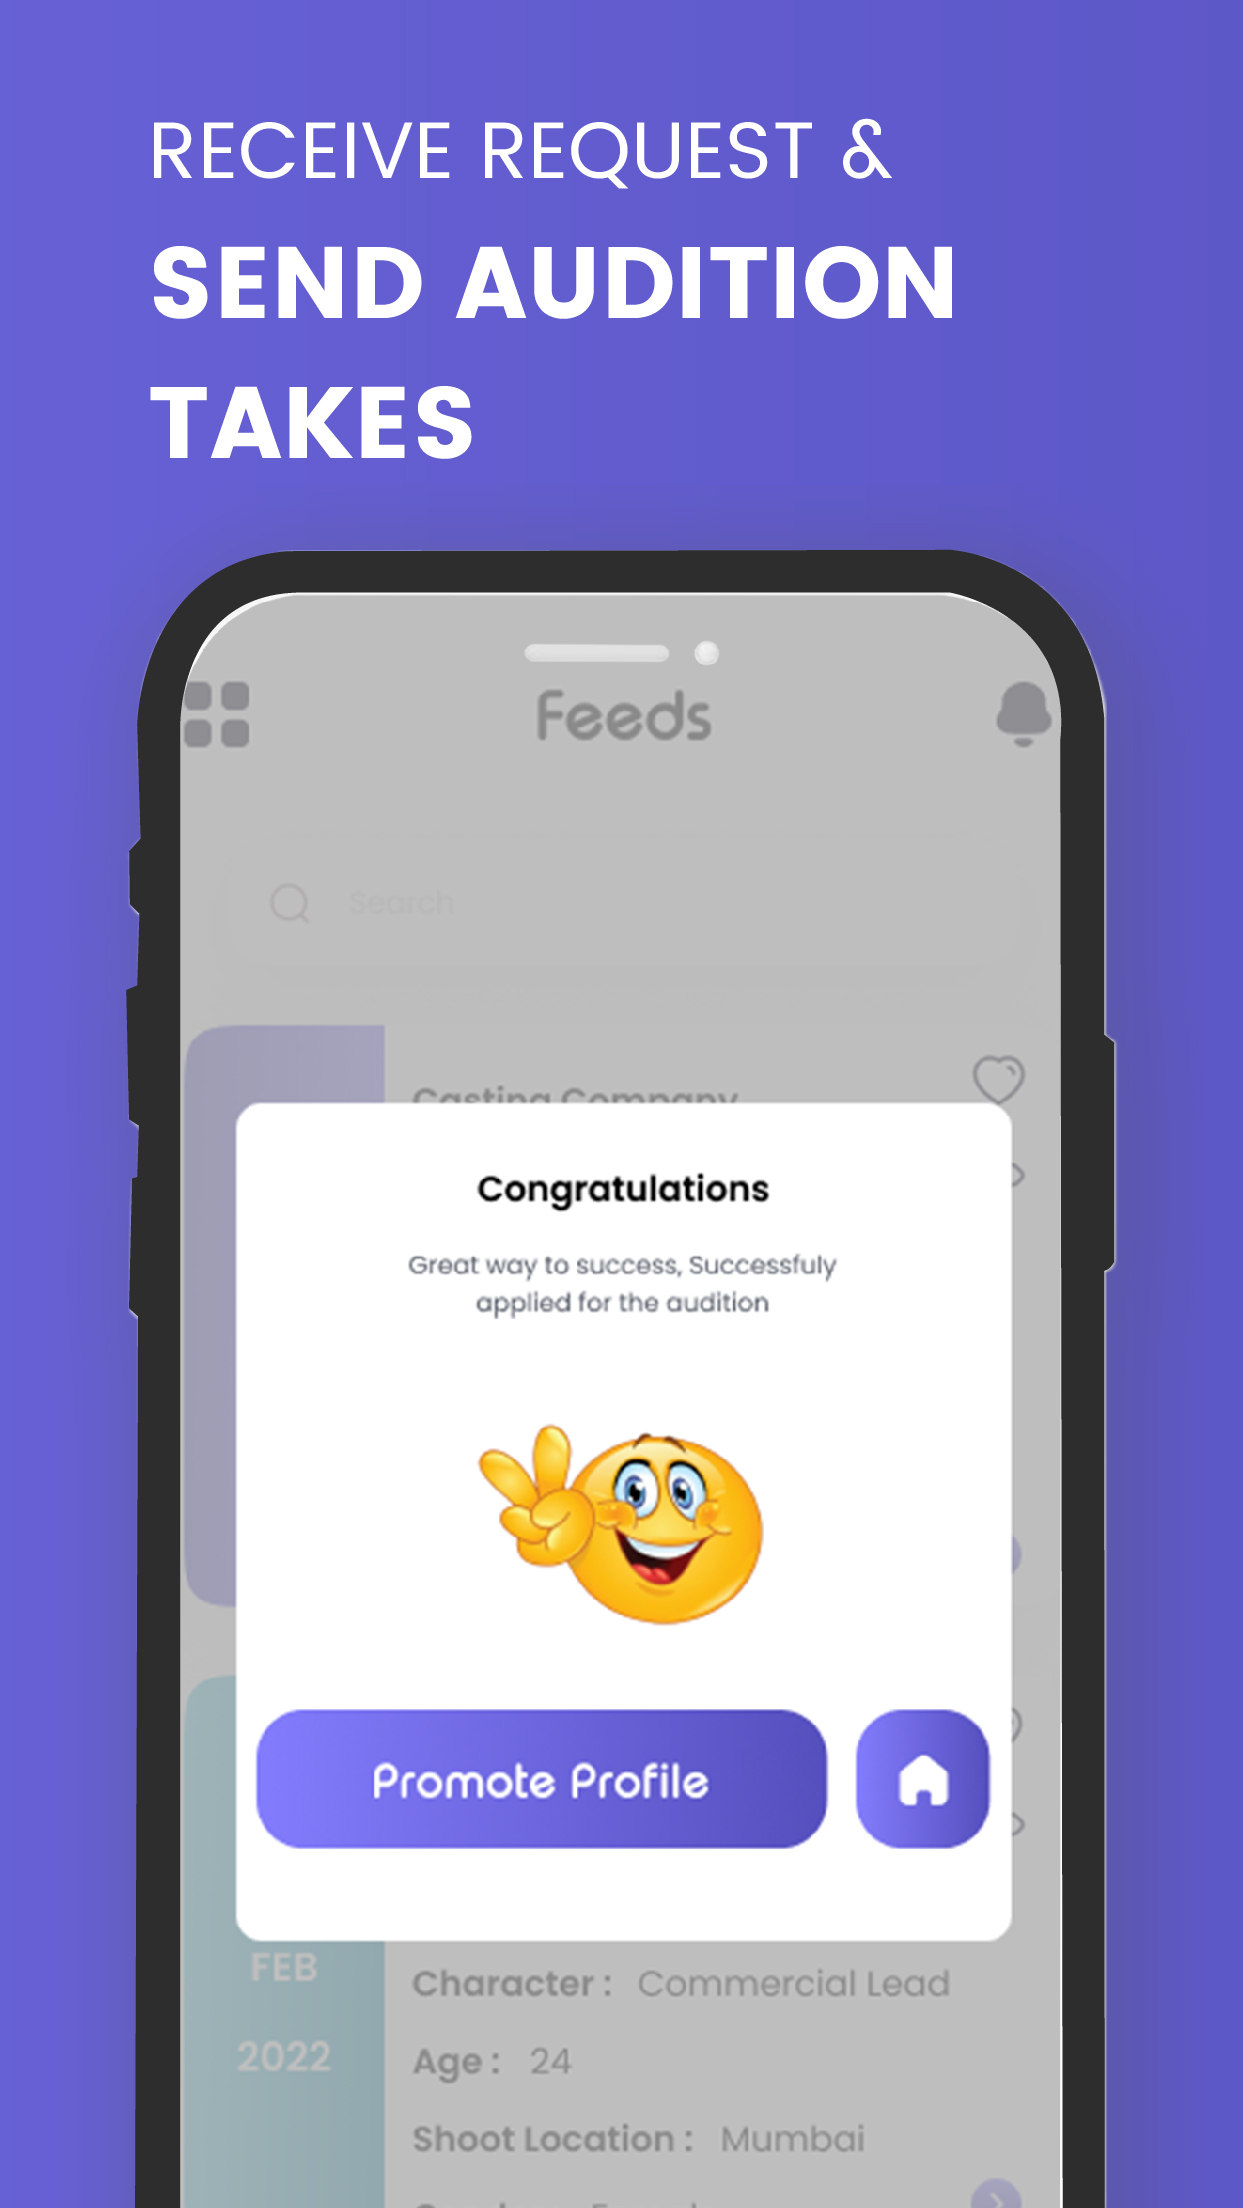 RECEIVE REQUEST &
SEND AUDITION
TAKES
Feeds
Search
Casting Company
Congratulations
Great way to success, Successfuly
applied for the audition
Promote Profile
FEB
2022
Character : Commercial Lead
Age : 24
Shoot Location : Mumbai